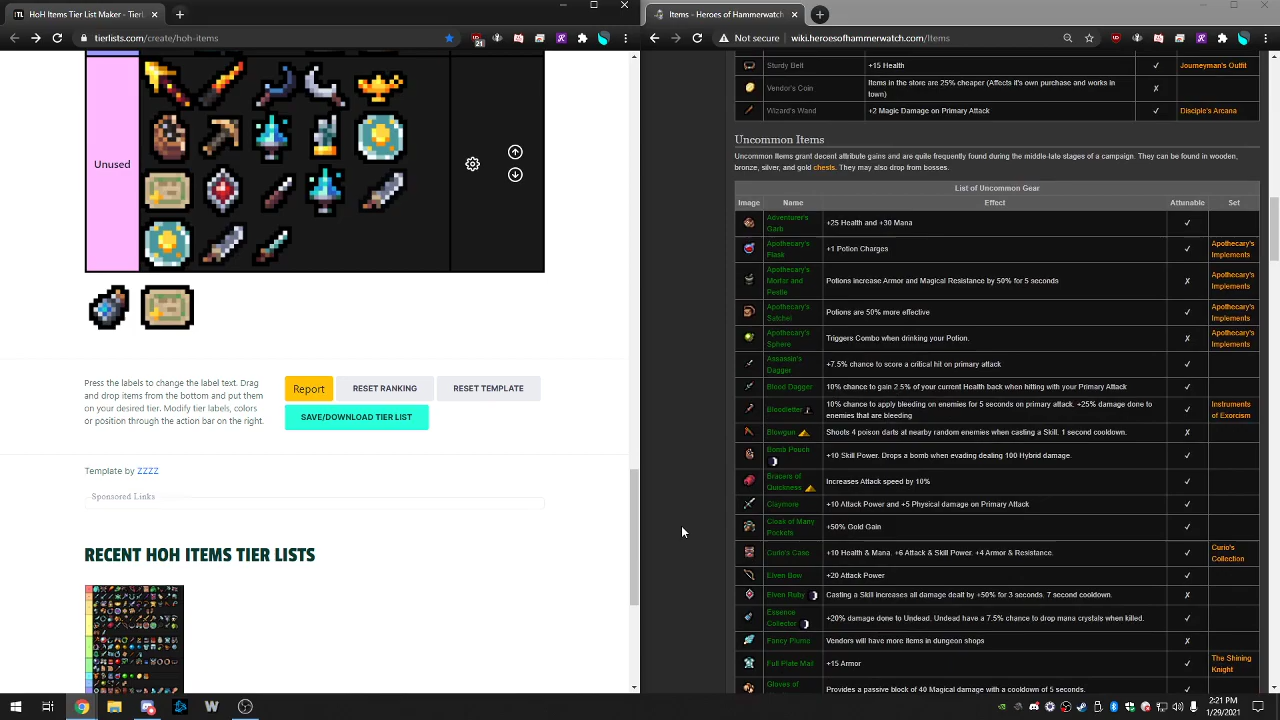 HoH Items Tier List Maker - Tier
Items - Heroes of Hammerwatch
tierlists.com/create/hoh-items
21
Not secure
wiki.heroesofhammerwatch.com/Items
Unused
Press the labels to change the label text. Drag
and drop items from the bottom and put them
on your desired tier. Modify tier labels, colors
or position through the action bar on the right.
Report
RESET RANKING
RESET TEMPLATE
SAVE/DOWNLOAD TIER LIST
Template by ZZZZ
Sponsored Links
RECENT HOH ITEMS TIER LISTS
Sturdy Belt +15 Health ✓ Journeyman's Outfit
Vendor's Coin Items in the store are 25% cheaper (Affects it's own purchase and works in
town) ✗
Wizard's Wand +2 Magic Damage on Primary Attack ✓ Disciple's Arcana
Uncommon Items
Uncommon Items grant decent attribute gains and are quite frequently found during the middle-late stages of a campaign. They can be found in wooden,
bronze, silver, and gold chests. They may also drop from bosses.
List of Uncommon Gear
Image Name Effect Attunable Set
Adventurer's
Garb +25 Health and +30 Mana ✓
Apothecary's
Flask +1 Potion Charges ✓ Apothecary's
Implements
Apothecary's
Mortar and
Pestle Potions increase Armor and Magical Resistance by 50% for 5 seconds ✗ Apothecary's
Implements
Apothecary's
Satchel Potions are 50% more effective ✓ Apothecary's
Implements
Apothecary's
Sphere Triggers Combo when drinking your Potion. ✗ Apothecary's
Implements
Assassin's
Dagger +7.5% chance to score a critical hit on primary attack ✓
Blood Dagger 10% chance to gain 2.5% of your current Health back when hitting with your Primary Attack ✓
Bloodletter 10% chance to apply bleeding on enemies for 5 seconds on primary attack. +25% damage done to
enemies that are bleeding ✓ Instruments
of Exorcism
Blowgun Shoots 4 poison darts at nearby random enemies when casting a Skill. 1 second cooldown. ✗
Bomb Pouch +10 Skill Power. Drops a bomb when evading dealing 100 Hybrid damage. ✓
Bracers of
Quickness Increases Attack speed by 10% ✓
Claymore +10 Attack Power and +5 Physical damage on Primary Attack ✓
Cloak of Many
Pockets +50% Gold Gain ✓
Curio's Case +10 Health & Mana. +6 Attack & Skill Power. +4 Armor & Resistance. ✓ Curio's
Collection
Elven Bow +20 Attack Power ✓
Elven Ruby Casting a Skill increases all damage dealt by +50% for 3 seconds. 7 second cooldown. ✗
Essence
Collector +20% damage done to Undead. Undead have a 7.5% chance to drop mana crystals when killed. ✓
Fancy Plume Vendors will have more items in dungeon shops ✗
Full Plate Mail +15 Armor ✓ The Shining
Knight
Gloves of
Provides a passive block of 40 Magical damage with a cooldown of 5 seconds. ✓
2:21 PM
1/29/2021